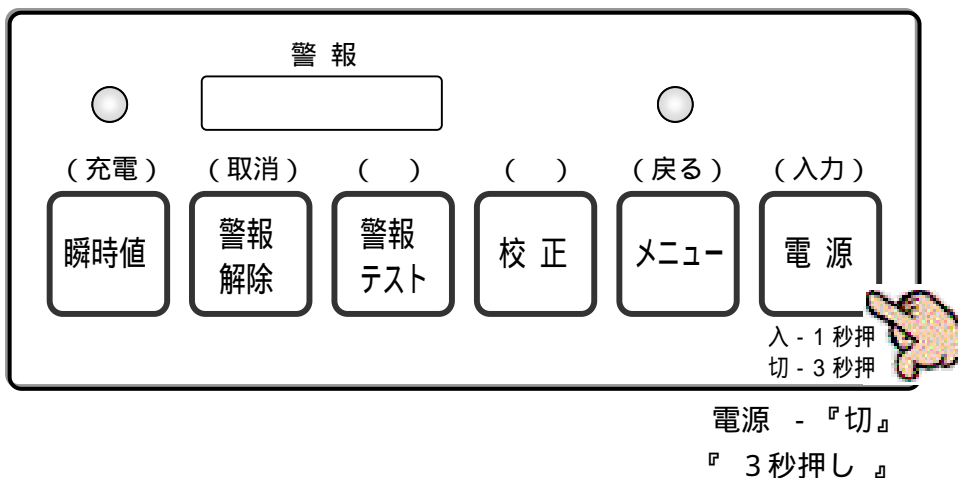 警 報
(充電) (取消) ( ) ( ) (戻る) (入力)
瞬時値 警報 警報 校 正 メニュー 電 源
解除 テスト
入 - 1 秒押
切 - 3 秒押
電源 - 『切』
『 3秒押し 』